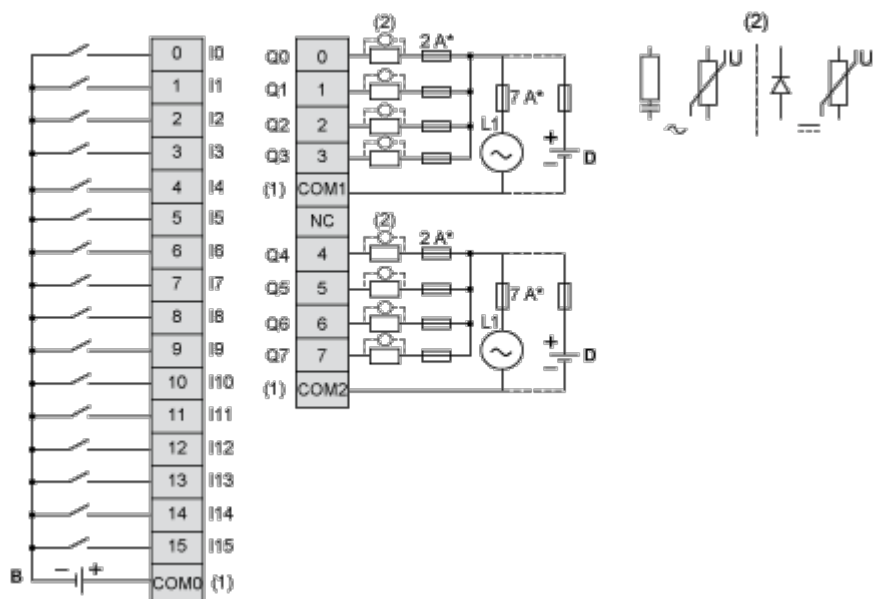 0 I0
1 I1
2 I2
3 I3
4 I4
5 I5
6 I6
7 I7
8 I8
9 I9
10 I10
11 I11
12 I12
13 I13
14 I14
15 I15
B − + COM0 (1)
(2)
Q0 0 2 A*
Q1 1
Q2 2
Q3 3
(1) COM1
7 A*
L1
+
− D
NC
(2)
Q4 4 2 A*
Q5 5
Q6 6
Q7 7
(1) COM2
7 A*
L1
+
− D
(2)
U U